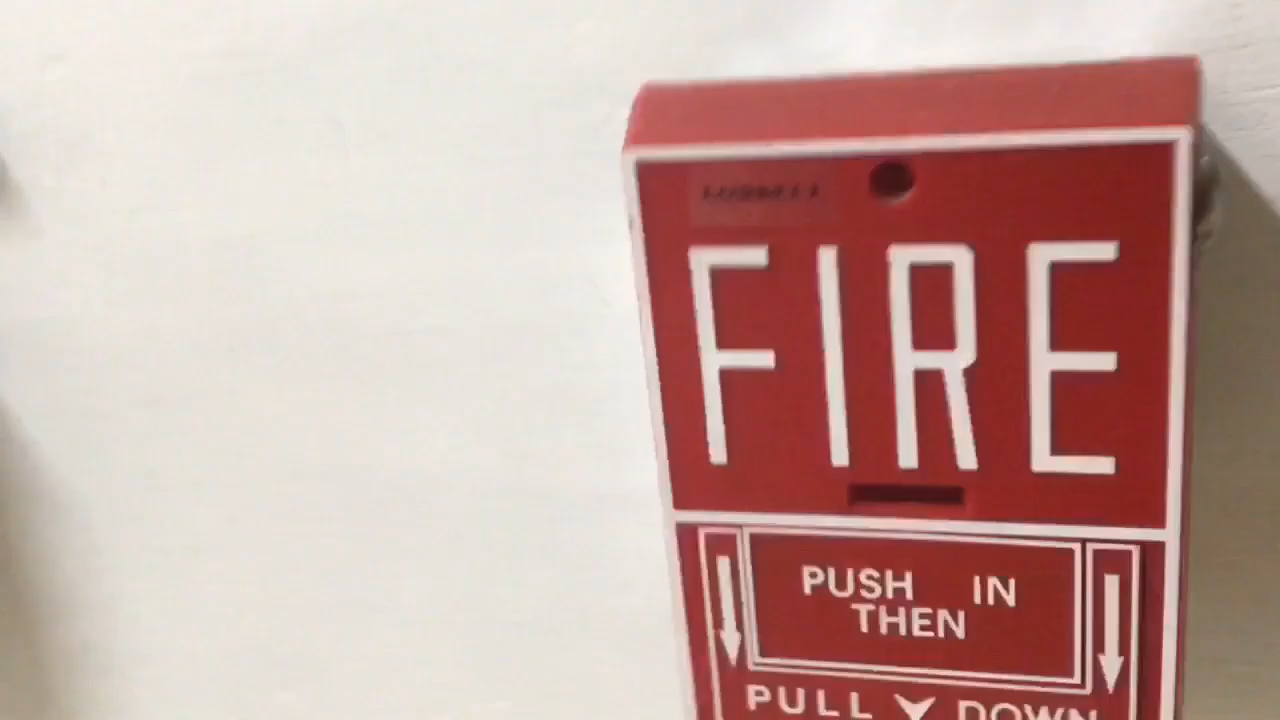 FIRE
PUSH IN
THEN
PULL DOWN